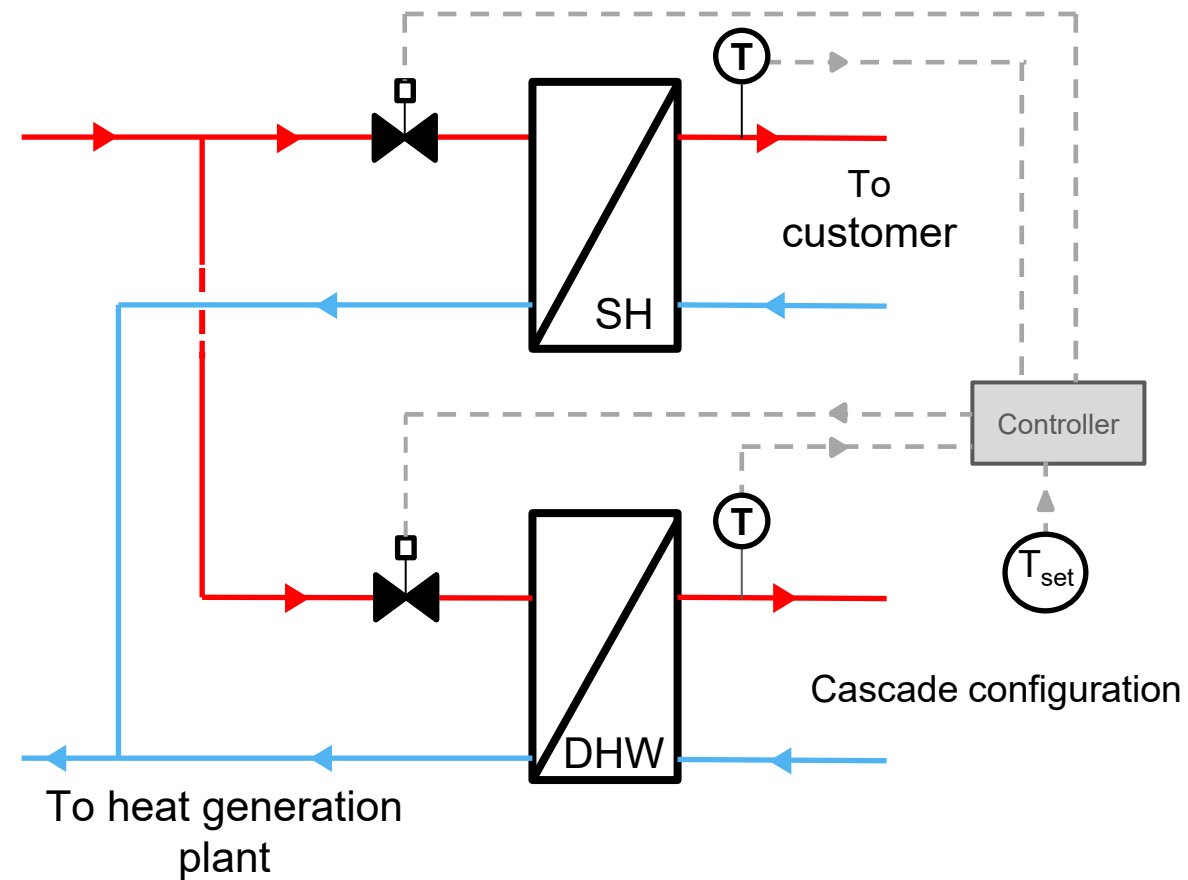 T
To
customer
SH
Controller
T
Tset
Cascade configuration
DHW
To heat generation
plant